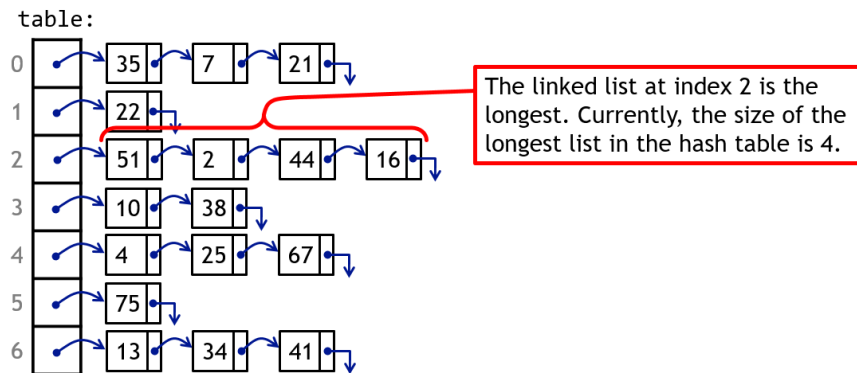 table:
0 35 7 21
The linked list at index 2 is the
1 22
longest. Currently, the size of the
2 51 2 44 16
longest list in the hash table is 4.
3 10 38
4 4 25 67
5 75
6 13 34 41